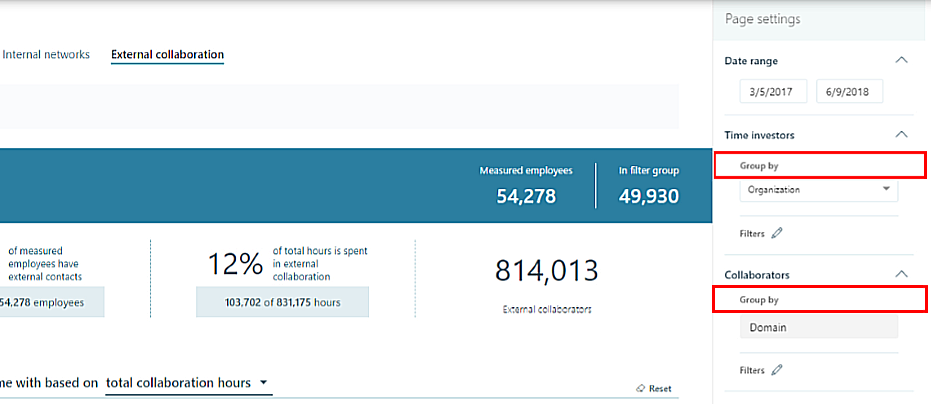 Page settings
Internal networks
External collaboration
Date range
3/5/2017
6/9/2018
Time investors
Group by
Organization
Filters
Measured employees
54,278
In filter group
49,930
of measured
employees have
external contacts
54,278 employees
12%
of total hours is spent
in external
collaboration
103,702 of 831,175 hours
814,013
External collaborators
Collaborators
Group by
Domain
Filters
me with based on total collaboration hours
Reset